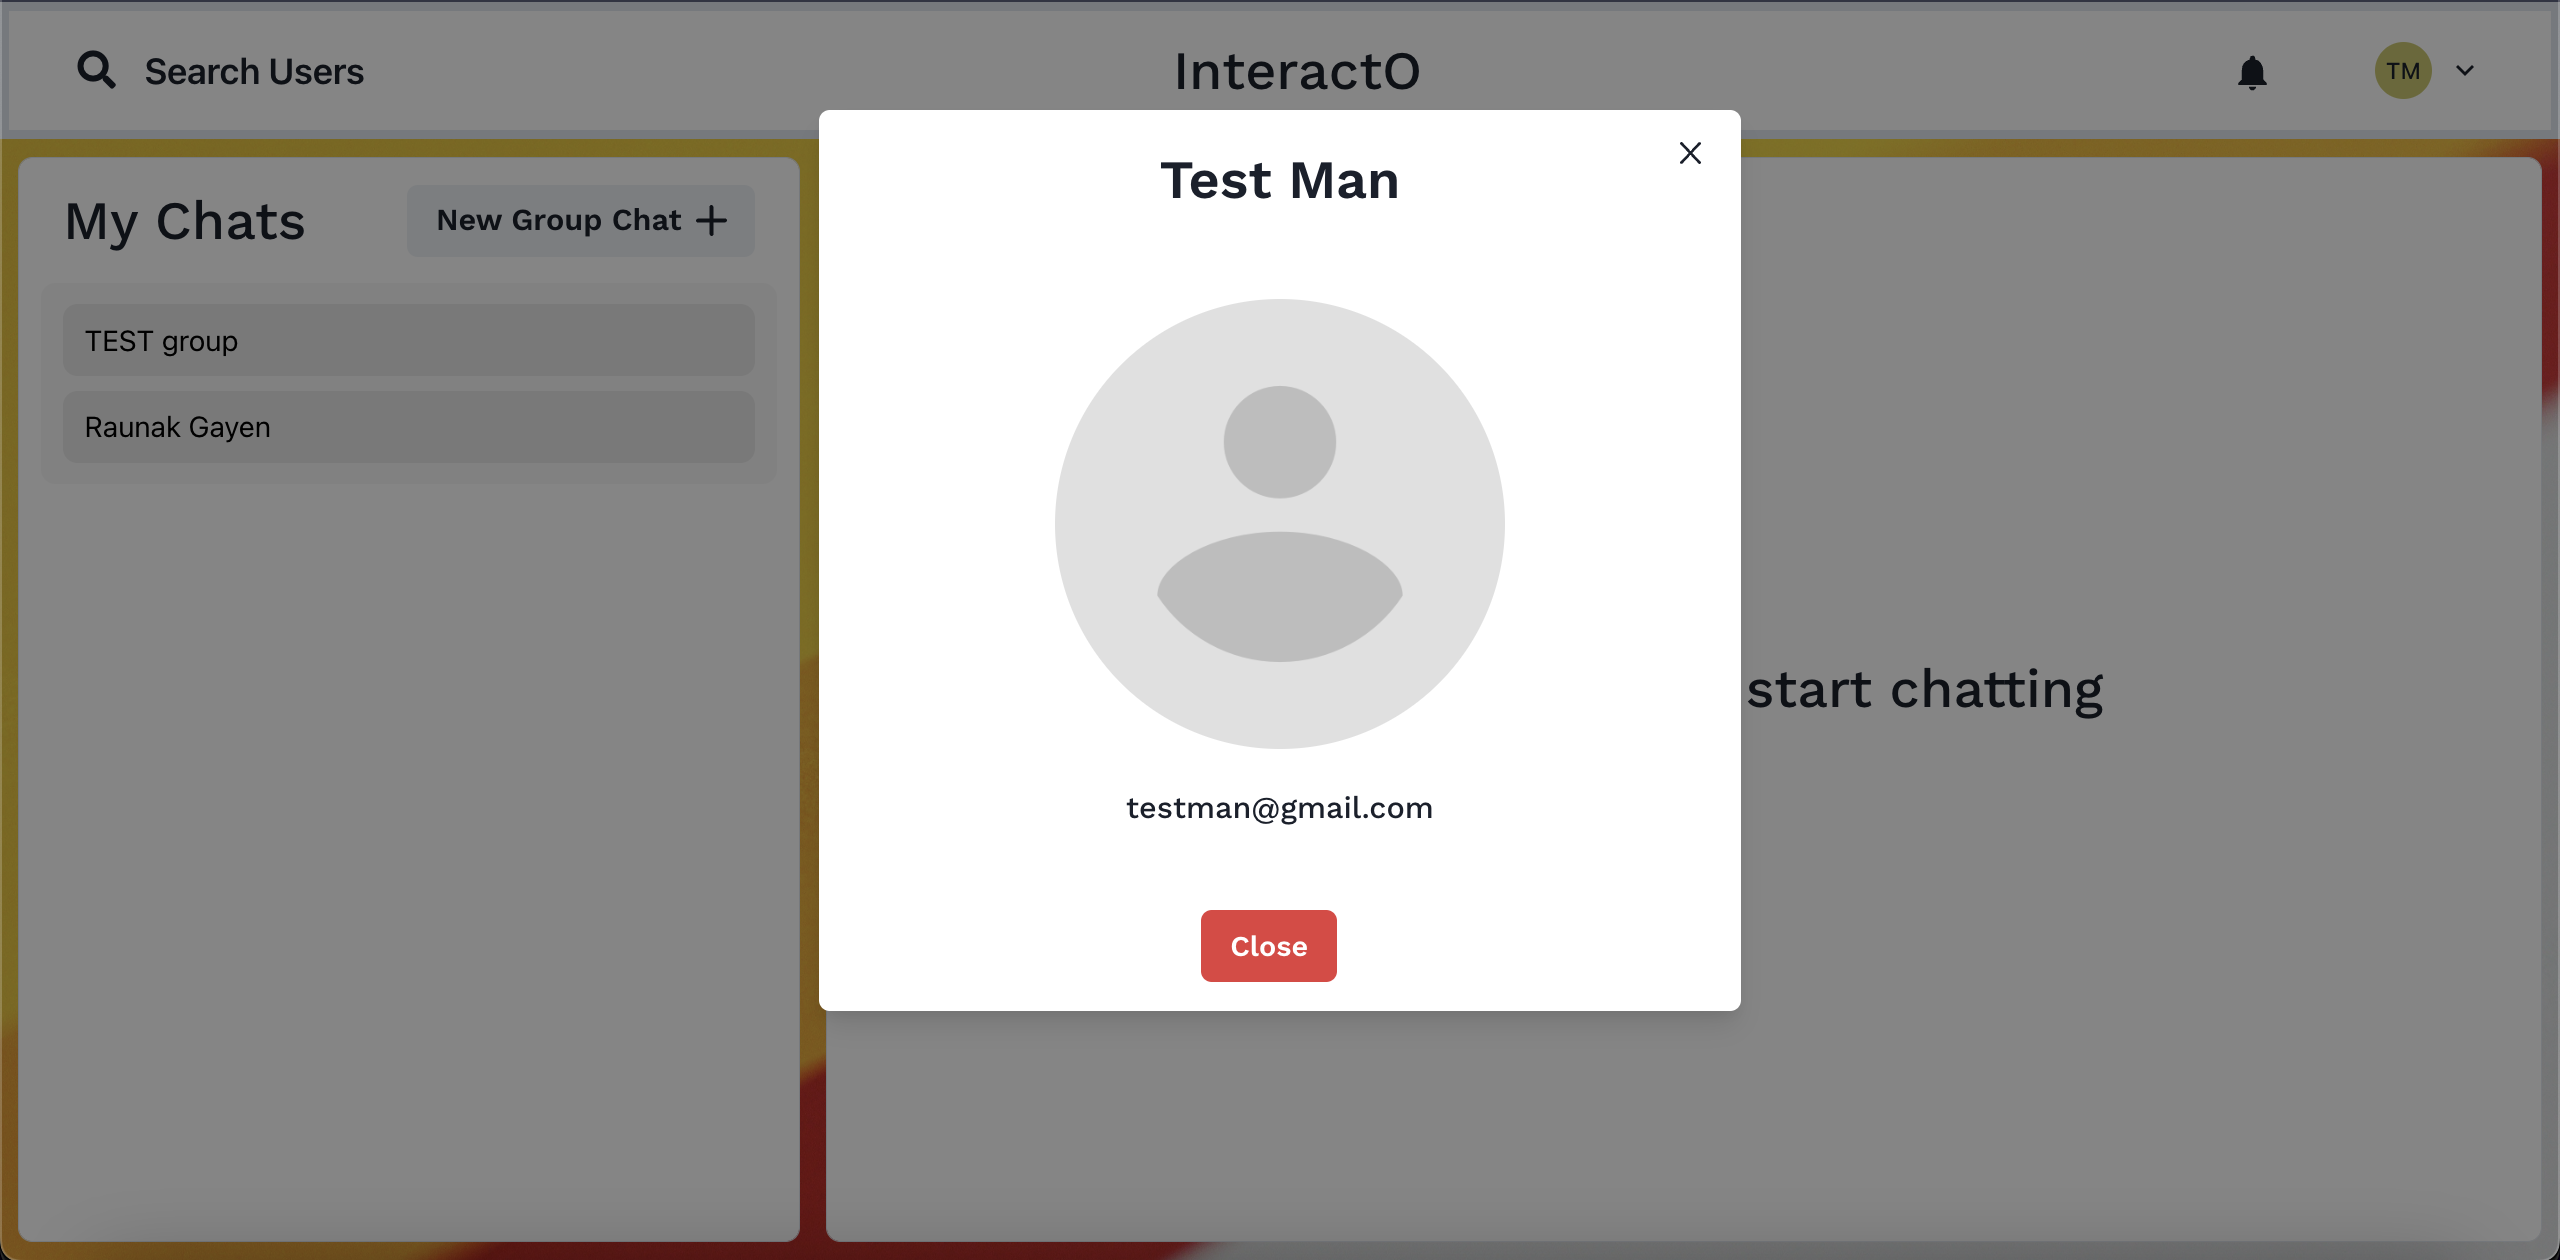 Search Users
InteractO
TM
My Chats
New Group Chat
TEST group
Raunak Gayen
Test Man
testman@gmail.com
Close
start chatting